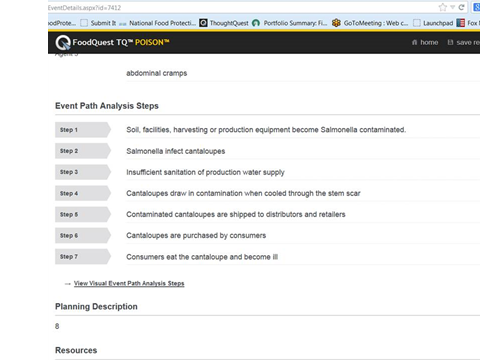 EventDetails.aspx?id=7412
oodProte... Submit It National Food Protecti... ThoughtQuest Portfolio Summary: Fi... GoToMeeting : Web c... Launchpad Fox
FoodQuest TQ™ POISON™ home save re
abdominal cramps
Event Path Analysis Steps
Step 1 Soil, facilities, harvesting or production equipment become Salmonella contaminated.
Step 2 Salmonella infect cantaloupes
Step 3 Insufficient sanitation of production water supply
Step 4 Cantaloupes draw in contamination when cooled through the stem scar
Step 5 Contaminated cantaloupes are shipped to distributors and retailers
Step 6 Cantaloupes are purchased by consumers
Step 7 Consumers eat the cantaloupe and become ill
→ View Visual Event Path Analysis Steps
Planning Description
8
Resources